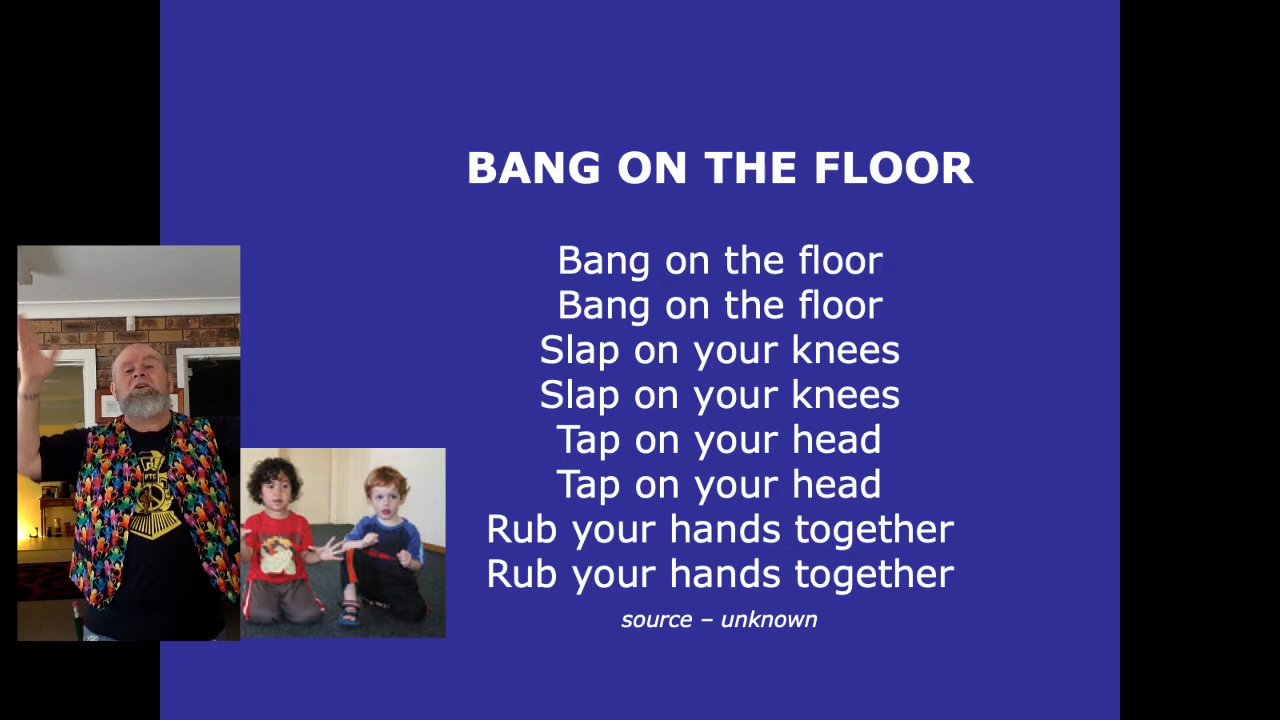 BANG ON THE FLOOR
Bang on the floor
Bang on the floor
Slap on your knees
Slap on your knees
Tap on your head
Tap on your head
Rub your hands together
Rub your hands together
source – unknown